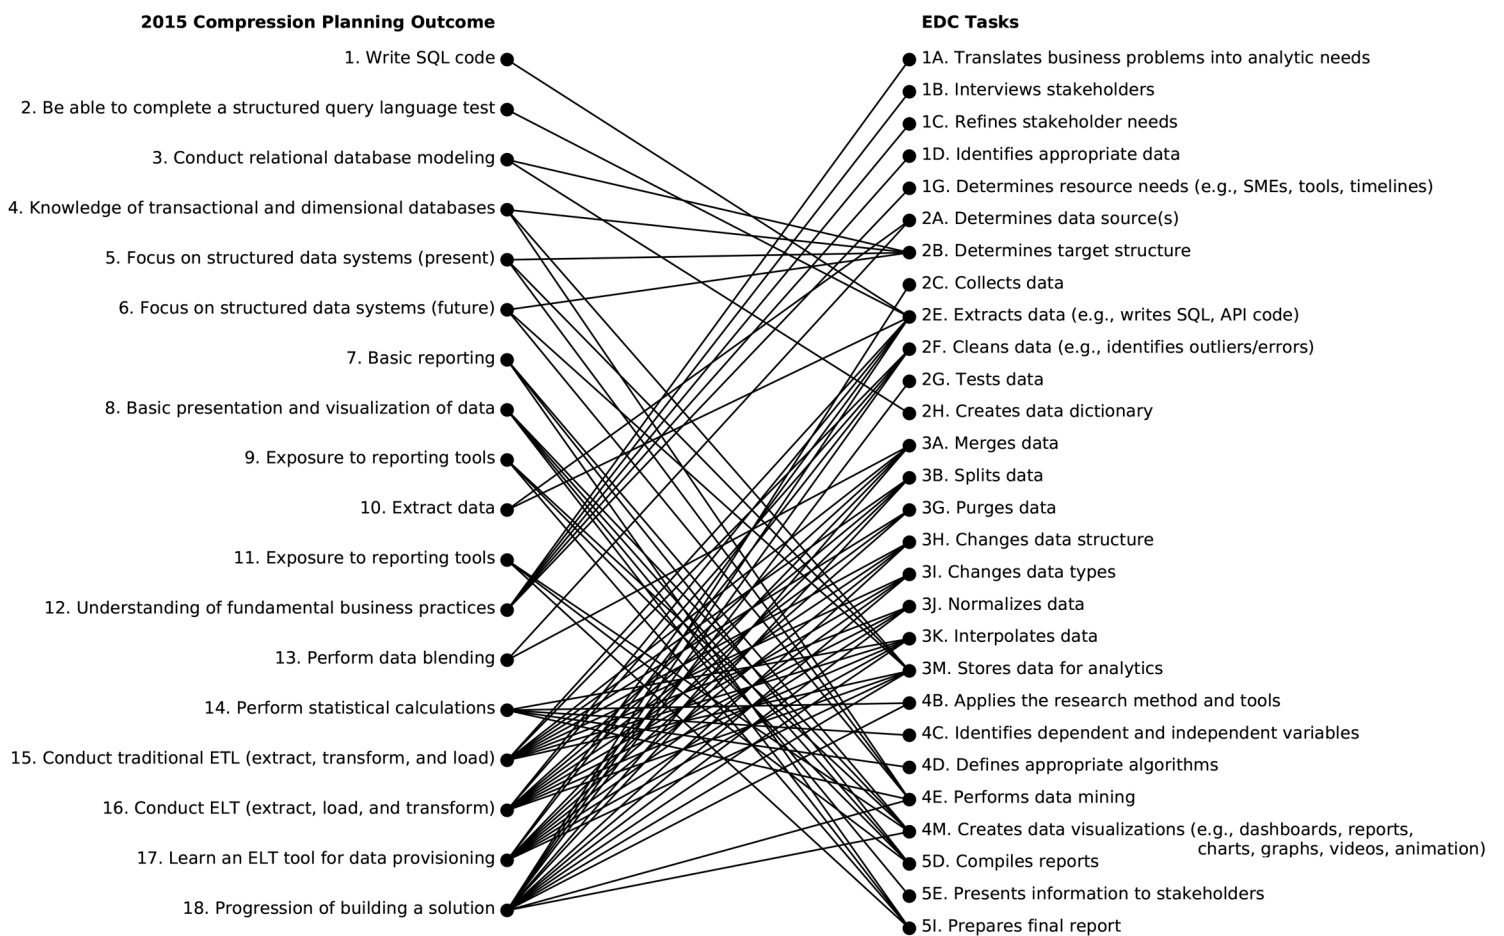 2015 Compression Planning Outcome
1. Write SQL code
2. Be able to complete a structured query language test
3. Conduct relational database modeling
4. Knowledge of transactional and dimensional databases
5. Focus on structured data systems (present)
6. Focus on structured data systems (future)
7. Basic reporting
8. Basic presentation and visualization of data
9. Exposure to reporting tools
10. Extract data
11. Exposure to reporting tools
12. Understanding of fundamental business practices
13. Perform data blending
14. Perform statistical calculations
15. Conduct traditional ETL (extract, transform, and load)
16. Conduct ELT (extract, load, and transform)
17. Learn an ELT tool for data provisioning
18. Progression of building a solution
EDC Tasks
1A. Translates business problems into analytic needs
1B. Interviews stakeholders
1C. Refines stakeholder needs
1D. Identifies appropriate data
1G. Determines resource needs (e.g., SMEs, tools, timelines)
2A. Determines data source(s)
2B. Determines target structure
2C. Collects data
2E. Extracts data (e.g., writes SQL, API code)
2F. Cleans data (e.g., identifies outliers/errors)
2G. Tests data
2H. Creates data dictionary
3A. Merges data
3B. Splits data
3G. Purges data
3H. Changes data structure
3I. Changes data types
3J. Normalizes data
3K. Interpolates data
3M. Stores data for analytics
4B. Applies the research method and tools
4C. Identifies dependent and independent variables
4D. Defines appropriate algorithms
4E. Performs data mining
4M. Creates data visualizations (e.g., dashboards, reports,
charts, graphs, videos, animation)
5D. Compiles reports
5E. Presents information to stakeholders
5I. Prepares final report